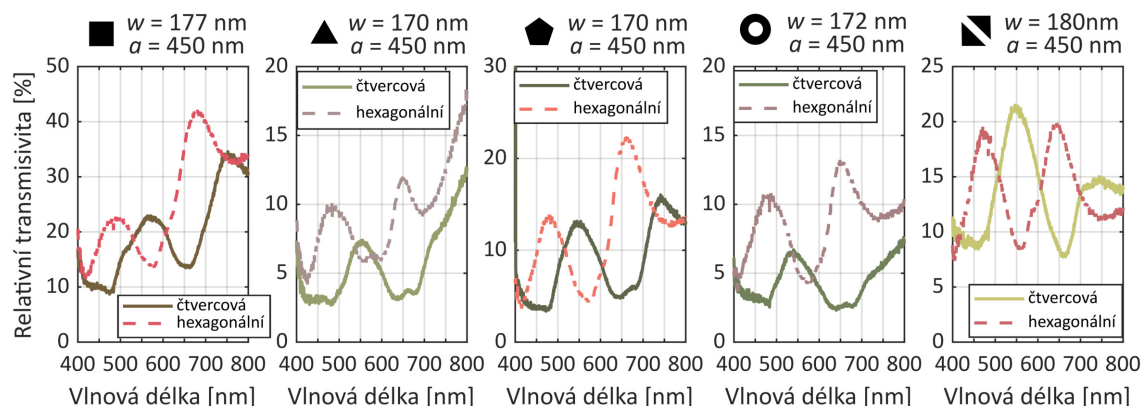 w = 177 nm
a = 450 nm
w = 170 nm
a = 450 nm
w = 170 nm
a = 450 nm
w = 172 nm
a = 450 nm
w = 180nm
a = 450 nm
Relativní transmisivita [%]
50
40
30
20
10
0
čtvercová
hexagonální
400 500 600 700 800
Vlnová délka [nm]
20
15
10
5
0
čtvercová
hexagonální
400 500 600 700 800
Vlnová délka [nm]
30
20
10
0
čtvercová
hexagonální
400 500 600 700 800
Vlnová délka [nm]
20
15
10
5
0
čtvercová
hexgonální
400 500 600 700 800
Vlnová délka [nm]
25
20
15
10
5
0
čtvercová
hexagonální
400 500 600 700 800
Vlnová délka [nm]